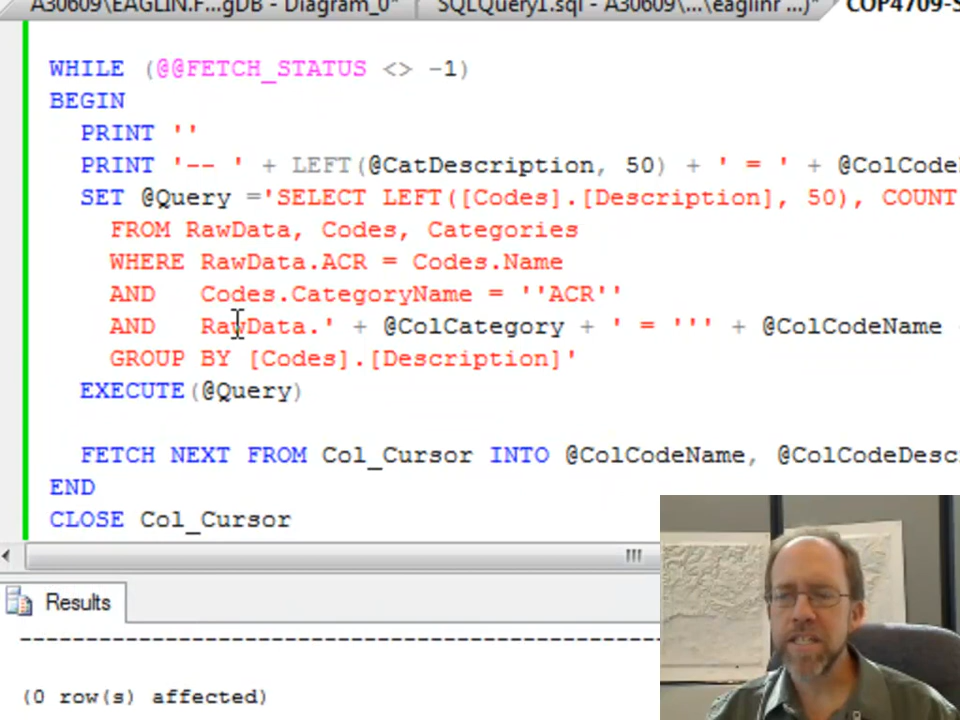 A30609\EAGLIN.F...gDB - Diagram_0* SQLQuery1.sql - A30609\...\eaglinr ...)* COP4709-S
WHILE (@@FETCH_STATUS <> -1)
BEGIN
PRINT ''
PRINT '-- ' + LEFT(@CatDescription, 50) + ' = ' + @ColCode
SET @Query ='SELECT LEFT([Codes].[Description], 50), COUNT
FROM RawData, Codes, Categories
WHERE RawData.ACR = Codes.Name
AND Codes.CategoryName = ''ACR''
AND RawData.' + @ColCategory + ' = ''' + @ColCodeName
GROUP BY [Codes].[Description]'
EXECUTE(@Query)
FETCH NEXT FROM Col_Cursor INTO @ColCodeName, @ColCodeDesc
END
CLOSE Col_Cursor
Results
--------------------------------------------------
(0 row(s) affected)